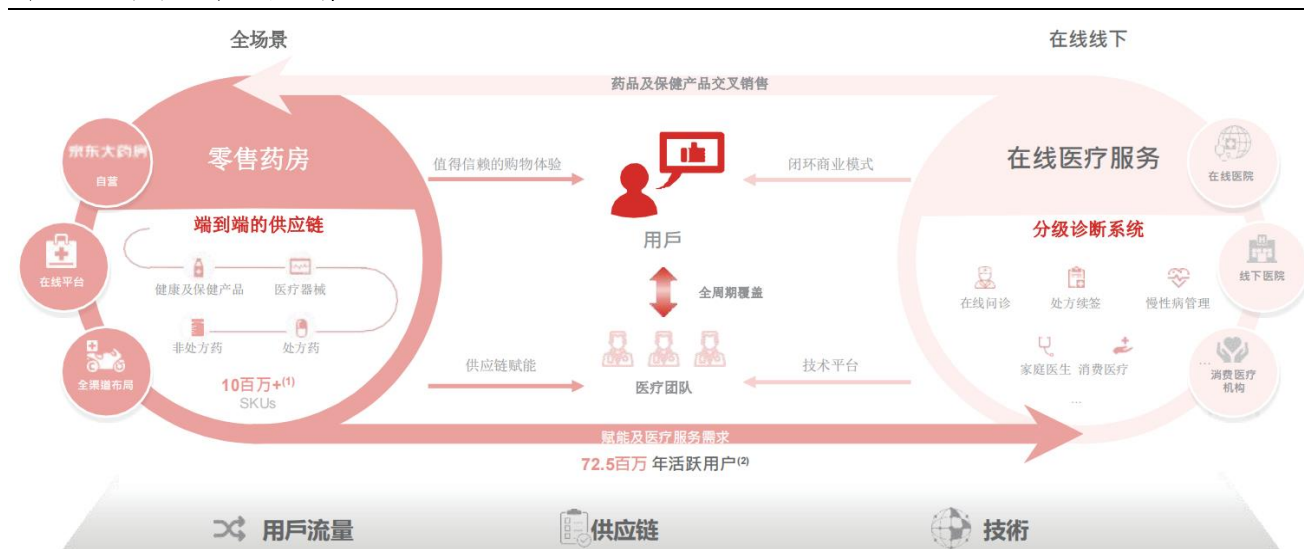 全场景
在线线下
药品及保健产品交叉销售
京东大药房
自营
零售药房
值得信赖的购物体验
闭环商业模式
在线医疗服务
在线医院
端到端的供应链
用戶
分级诊断系统
在线平台
健康及保健产品
医疗器械
全周期覆盖
在线问诊
处方续签
慢性病管理
线下医院
非处方药
处方药
供应链赋能
技术平台
家庭医生
消费医疗
...
消费医疗
机构
全渠道布局
10百万+(1)
SKUs
医疗团队
...
赋能及医疗服务需求
72.5百万 年活跃用户(2)
用戶流量
供应链
技術